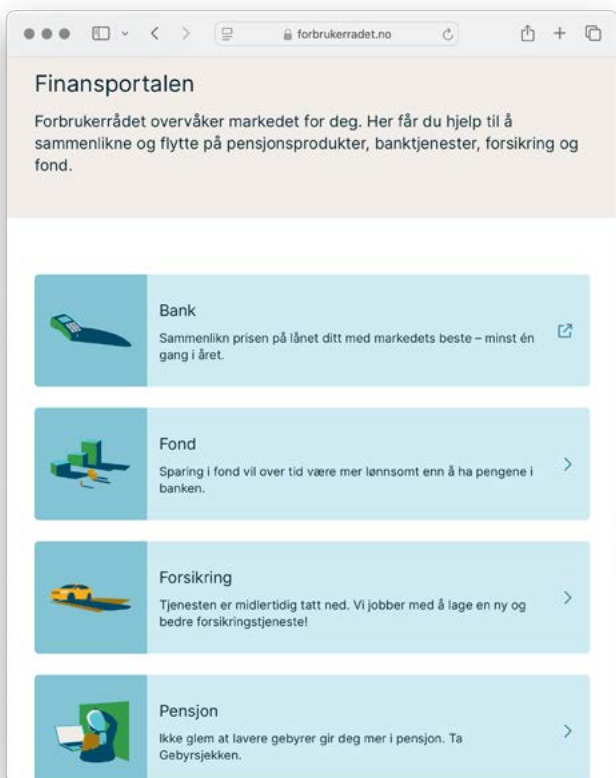 forbrukerradet.no
Finansportalen
Forbrukerrådet overvåker markedet for deg. Her får du hjelp til å
sammenlikne og flytte på pensjonsprodukter, banktjenester, forsikring og
fond.
Bank
Sammenlikn prisen på lånet ditt med markedets beste – minst én
gang i året.
Fond
Sparing i fond vil over tid være mer lønnsomt enn å ha pengene i
banken.
Forsikring
Tjenesten er midlertidig tatt ned. Vi jobber med å lage en ny og
bedre forsikringstjeneste!
Pensjon
Ikke glem at lavere gebyrer gir deg mer i pensjon. Ta
Gebyrsjekken.